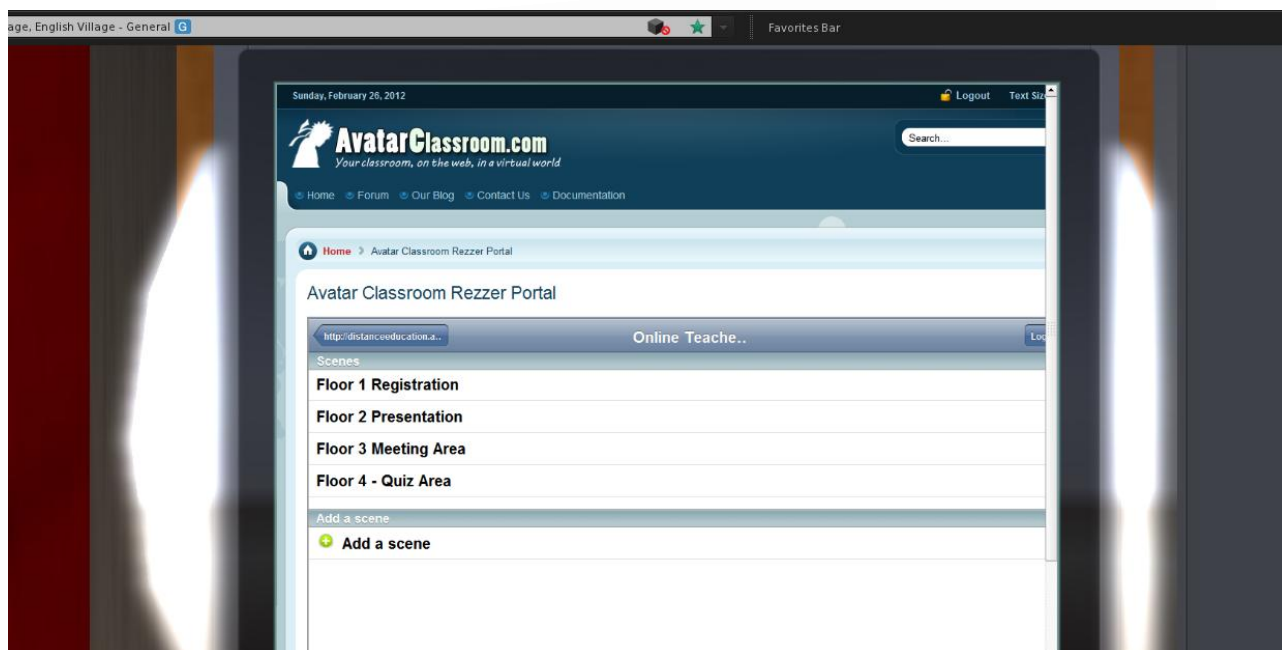 age, English Village - General G
Favorites Bar
Sunday, February 26, 2012
Logout Text Siz
AvatarClassroom.com
Your classroom, on the web, in a virtual world
Search...
Home Forum Our Blog Contact Us Documentation
Home Avatar Classroom Rezzer Portal
Avatar Classroom Rezzer Portal
http://distanceeducation.a.. Online Teache.. Log
Scenes
Floor 1 Registration
Floor 2 Presentation
Floor 3 Meeting Area
Floor 4 - Quiz Area
Add a scene
Add a scene